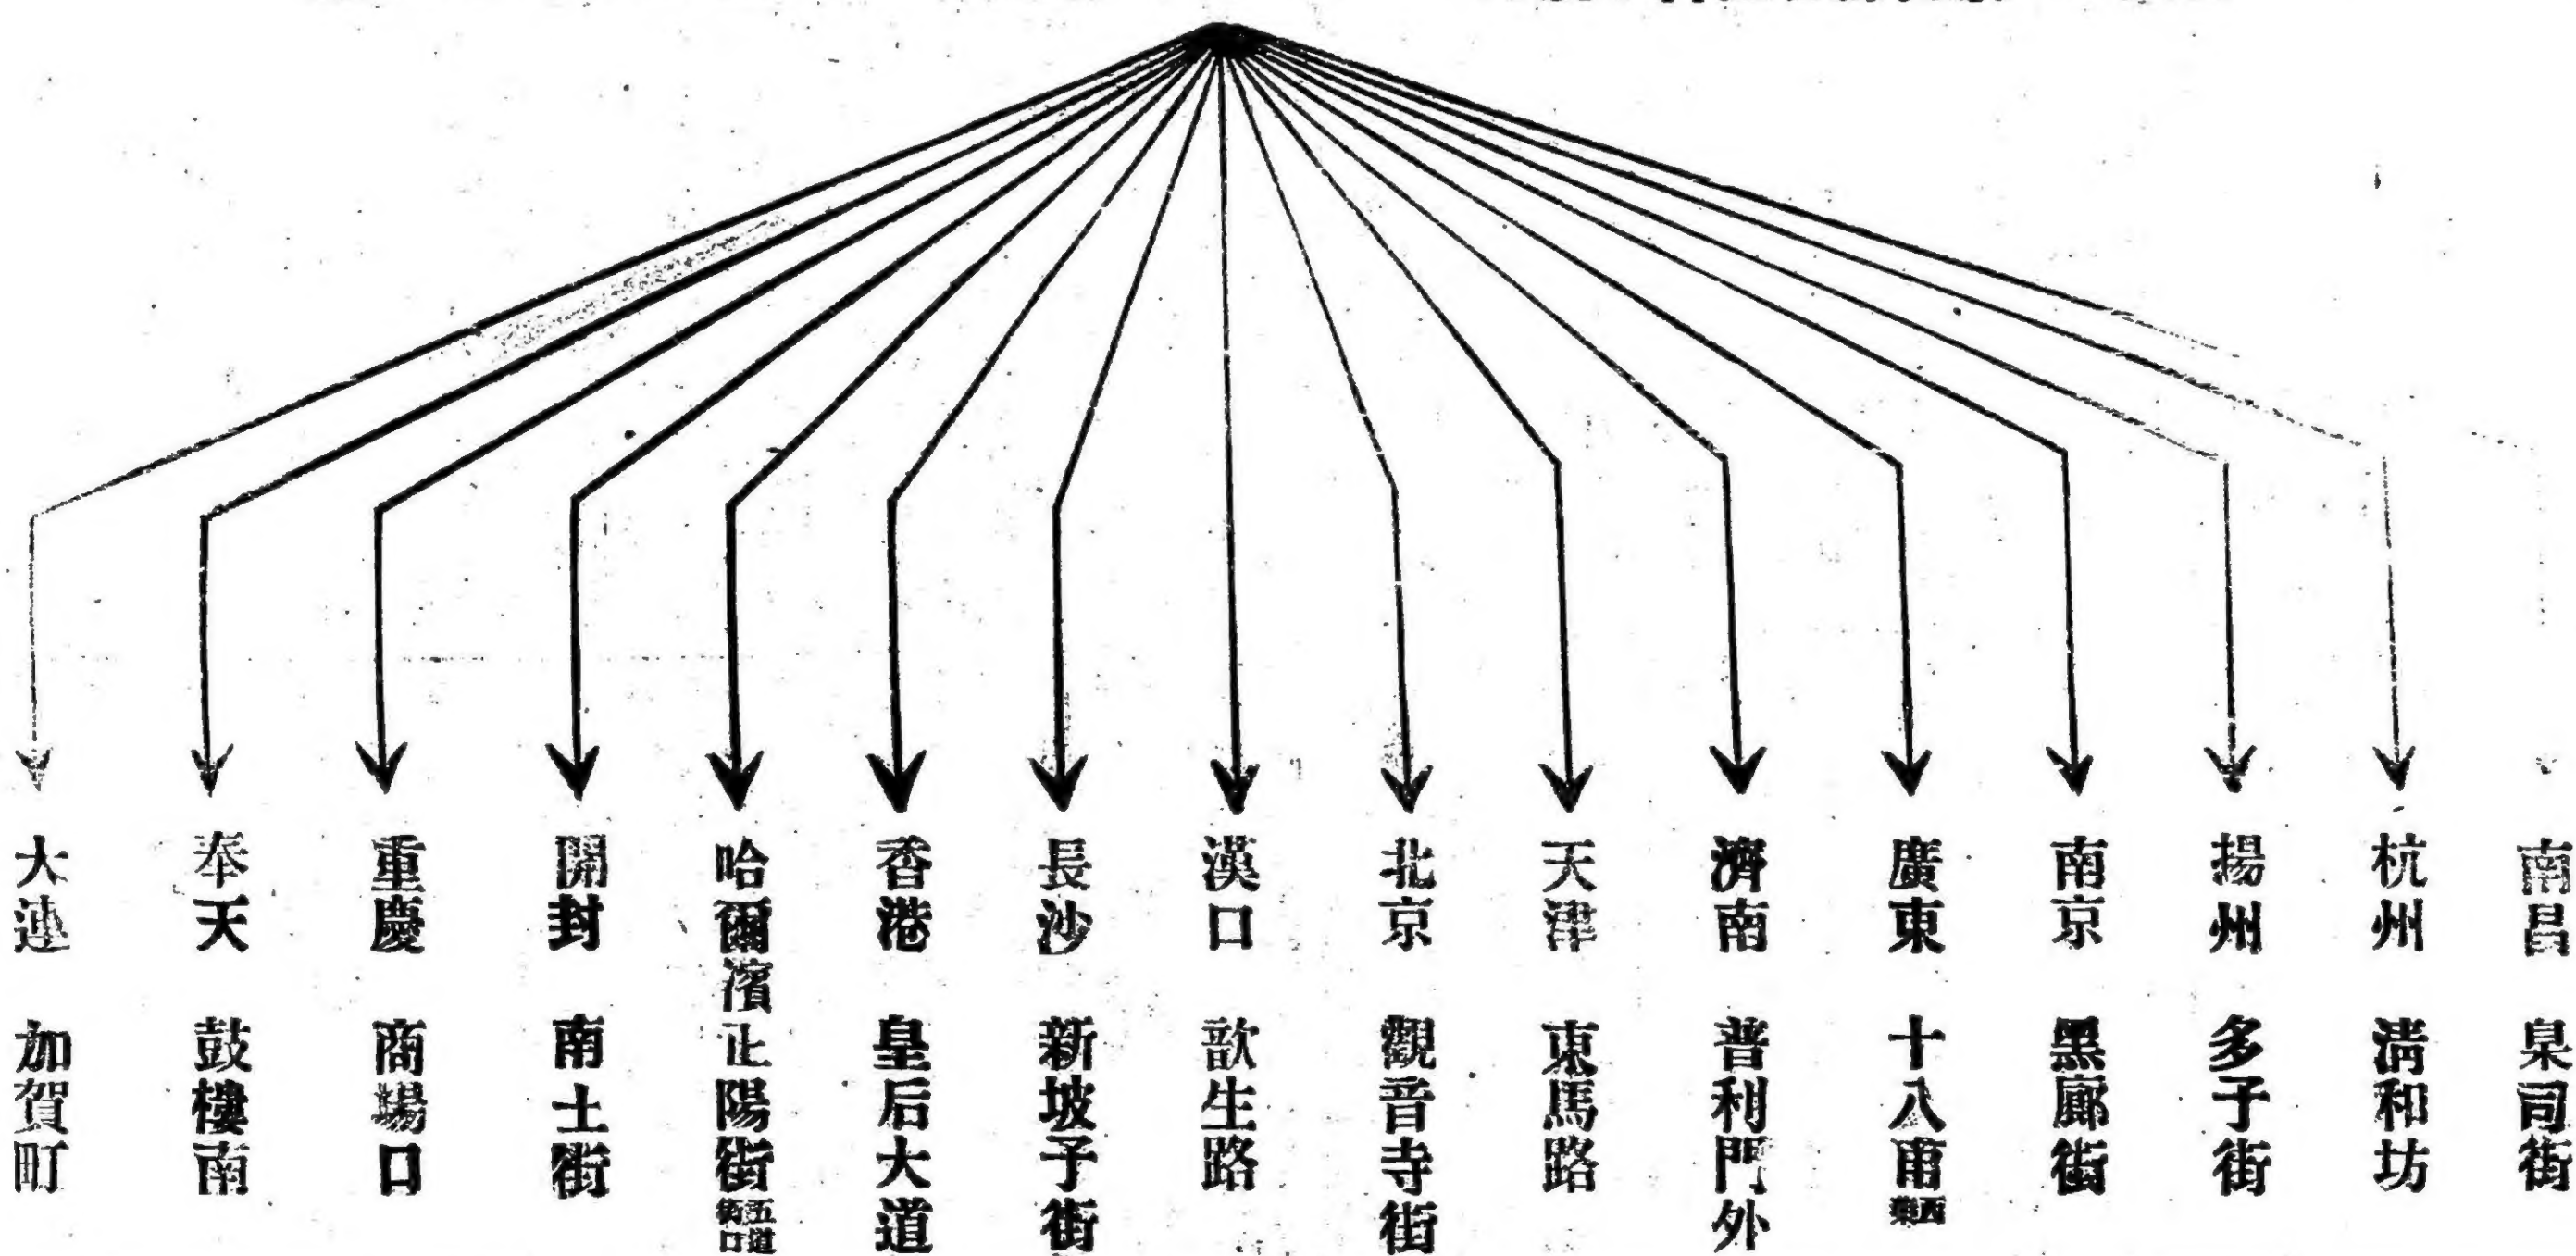 南昌 臬司街
杭州 淸和坊
揚州 多子街
南京 黑廊街
廣東 十八甫
濟南 普利門外
天津 東馬路
北京 觀音寺街
漢口 歆生路
長沙 新坡子街
香港 皇后大道
哈爾濱 正陽街五道街口
開封 南土街
重慶 商場口
奉天 鼓樓南
大連 加賀町